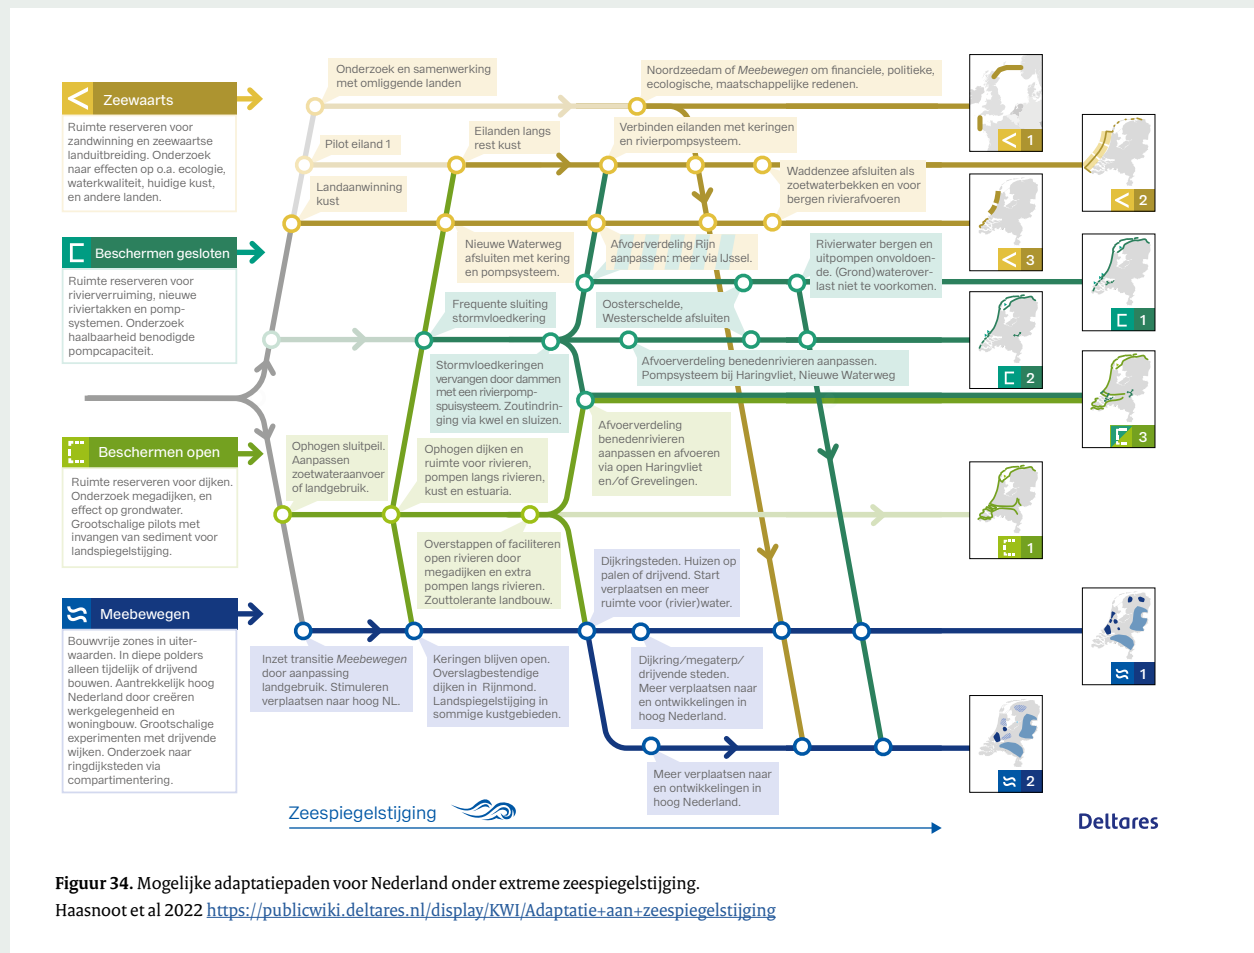 Zeewaarts
Ruimte reserveren voor
zandwinning en zeewaartse
landuitbreiding. Onderzoek
naar effecten op o.a. ecologie,
waterkwaliteit, huidige kust,
en andere landen.
Beschermen gesloten
Ruimte reserveren voor
rivierverruiming, nieuwe
riviertakken en pomp-
systemen. Onderzoek
haalbaarheid benodigde
pompcapaciteit.
Beschermen open
Ruimte reserveren voor dijken.
Onderzoek megadijken, en
effect op grondwater.
Grootschalige pilots met
invangen van sediment voor
landspiegelstijging.
Meebewegen
Bouwvrije zones in uiter-
waarden. In diepe polders
alleen tijdelijk of drijvend
bouwen. Aantrekkelijk hoog
Nederland door creëren
werkgelegenheid en
woningbouw. Grootschalige
experimenten met drijvende
wijken. Onderzoek naar
ringdijksteden via
compartimentering.
Onderzoek en samenwerking
met omliggende landen
Noordzeedam of Meebewegen om financiele, politieke,
ecologische, maatschappelijke redenen.
Pilot eiland 1
Eilanden langs
rest kust
Verbinden eilanden met keringen
en rivierpompsysteem.
Landaanwinning
kust
Waddenzee afsluiten als
zoetwaterbekken en voor
bergen rivierafvoeren
Nieuwe Waterweg
afsluiten met kering
en pompsysteem.
Afvoerverdeling Rijn
aanpassen: meer via IJssel.
Rivierwater bergen en
uitpompen onvoldoen-
de. (Grond)waterover-
last niet te voorkomen.
Frequente sluiting
stormvloedkering
Oosterschelde,
Westerschelde afsluiten
Stormvloedkeringen
vervangen door dammen
met een rivierpomp-
spuisysteem. Zoutindrin-
ging via kwel en sluizen.
Afvoerverdeling benedenrivieren aanpassen.
Pompsysteem bij Haringvliet, Nieuwe Waterweg
Afvoerverdeling
benedenrivieren
aanpassen en afvoeren
via open Haringvliet
en/of Grevelingen.
Ophogen sluitpeil.
Aanpassen
zoetwateraanvoer
of landgebruik.
Ophogen dijken en
ruimte voor rivieren,
pompen langs rivieren,
kust en estuaria.
Overstappen of faciliteren
open rivieren door
megadijken en extra
pompen langs rivieren.
Zouttolerante landbouw.
Dijkringsteden. Huizen op
palen of drijvend. Start
verplaatsen en meer
ruimte voor (rivier)water.
Inzet transitie Meebewegen
door aanpassing
landgebruik. Stimuleren
verplaatsen naar hoog NL.
Keringen blijven open.
Overslagbestendige
dijken in Rijnmond.
Landspiegelstijging in
sommige kustgebieden.
Dijkring/megaterp/
drijvende steden.
Meer verplaatsen naar
en ontwikkelingen in
hoog Nederland.
Meer verplaatsen naar
en ontwikkelingen in
hoog Nederland.
1
2
3
1
2
3
1
1
2
Zeespiegelstijging
Deltares
Figuur 34. Mogelijke adaptatiepaden voor Nederland onder extreme zeespiegelstijging.
Haasnoot et al 2022 https://publicwiki.deltares.nl/display/KWI/Adaptatie+aan+zeespiegelstijging